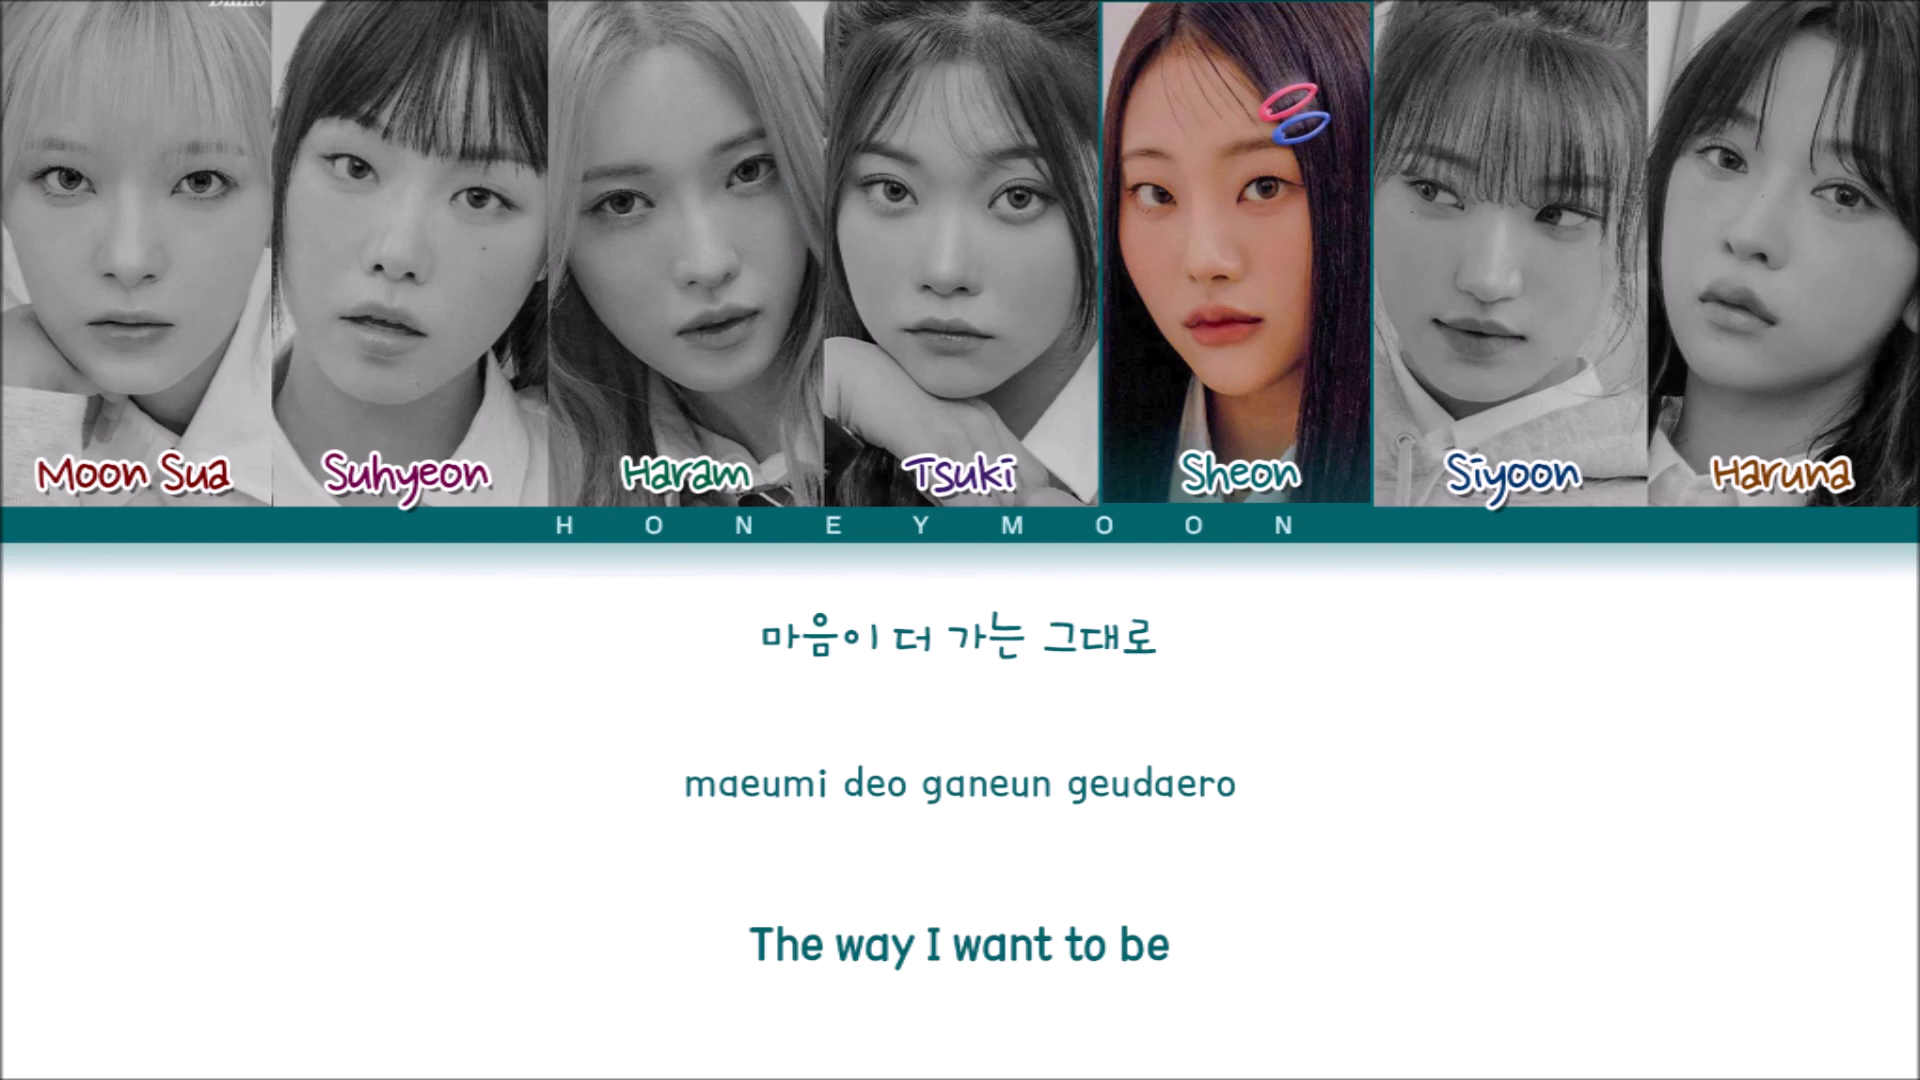 Moon Sua
Suhyeon
Haram
Tsuki
Sheon
Siyoon
Haruna
HONEYMOON
마음이 더 가는 그대로
maeumi deo ganeun geudaero
The way I want to be